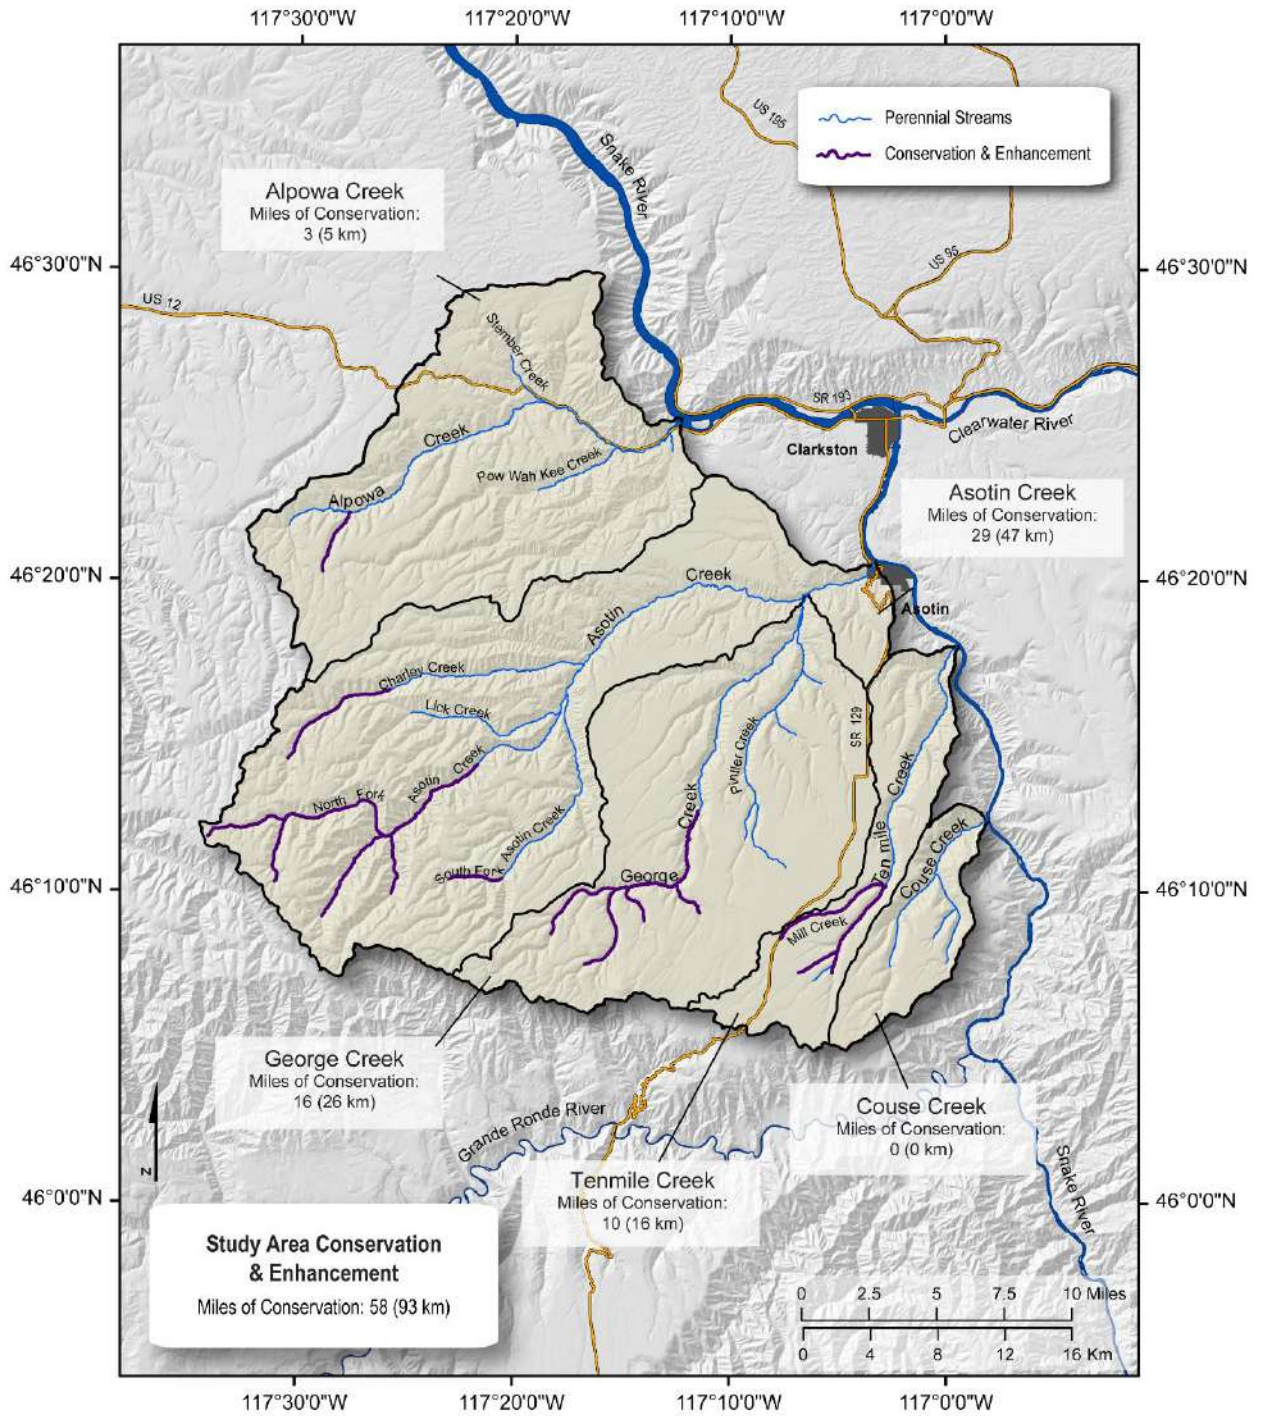 117°30'0"W
117°20'0"W
117°10'0"W
117°0'0"W
US 195
Perennial Streams
Conservation & Enhancement
Snake River
Alpowa Creek
Miles of Conservation:
3 (5 km)
46°30'0"N
46°30'0"N
US 95
US 12
Stember Creek
SR 193
Clearwater River
Creek
Clarkston
Pow Wah Kee Creek
Alpowa
Asotin Creek
Miles of Conservation:
29 (47 km)
46°20'0"N
46°20'0"N
Creek
Asotin
Asotin
Charley Creek
Lick Creek
SR 129
Pintler Creek
Creek
Asotin Creek
North Fork
Creek
Asotin Creek
Ten mile
Couse Creek
South Fork
George
46°10'0"N
46°10'0"N
Mill Creek
George Creek
Miles of Conservation:
16 (26 km)
Couse Creek
Miles of Conservation:
0 (0 km)
Grande Ronde River
N
Tenmile Creek
Miles of Conservation:
10 (16 km)
Snake River
46°0'0"N
46°0'0"N
Study Area Conservation
& Enhancement
Miles of Conservation: 58 (93 km)
0 2.5 5 7.5 10 Miles
0 4 8 12 16 Km
117°30'0"W
117°20'0"W
117°10'0"W
117°0'0"W